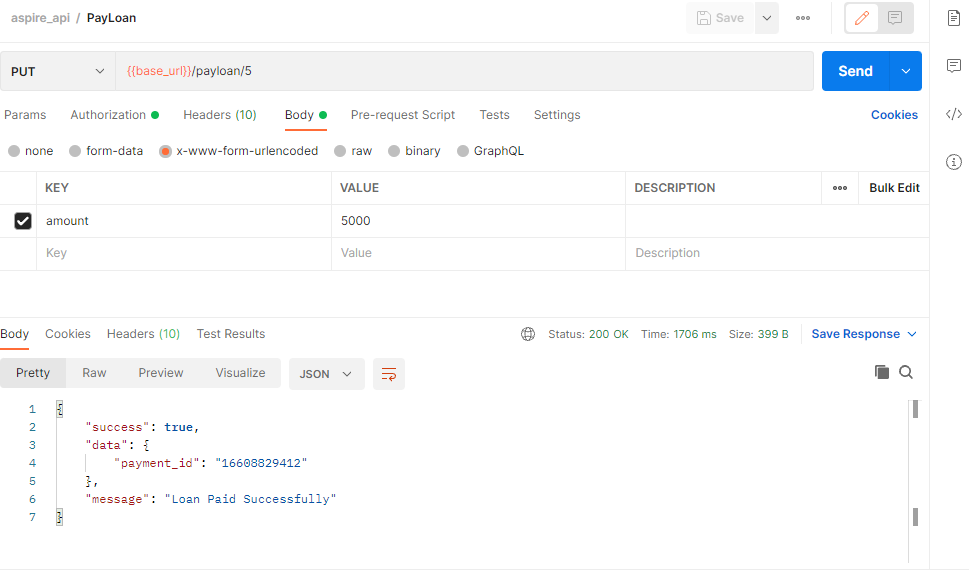 aspire_api / PayLoan Save
PUT {{base_url}}/payloan/5 Send
Params Authorization Headers (10) Body Pre-request Script Tests Settings Cookies
none form-data x-www-form-urlencoded raw binary GraphQL
KEY VALUE DESCRIPTION Bulk Edit
amount 5000
Key Value Description
Body Cookies Headers (10) Test Results Status: 200 OK Time: 1706 ms Size: 399 B Save Response
Pretty Raw Preview Visualize JSON
1 {
2 "success": true,
3 "data": {
4 "payment_id": "16608829412"
5 },
6 "message": "Loan Paid Successfully"
7 }